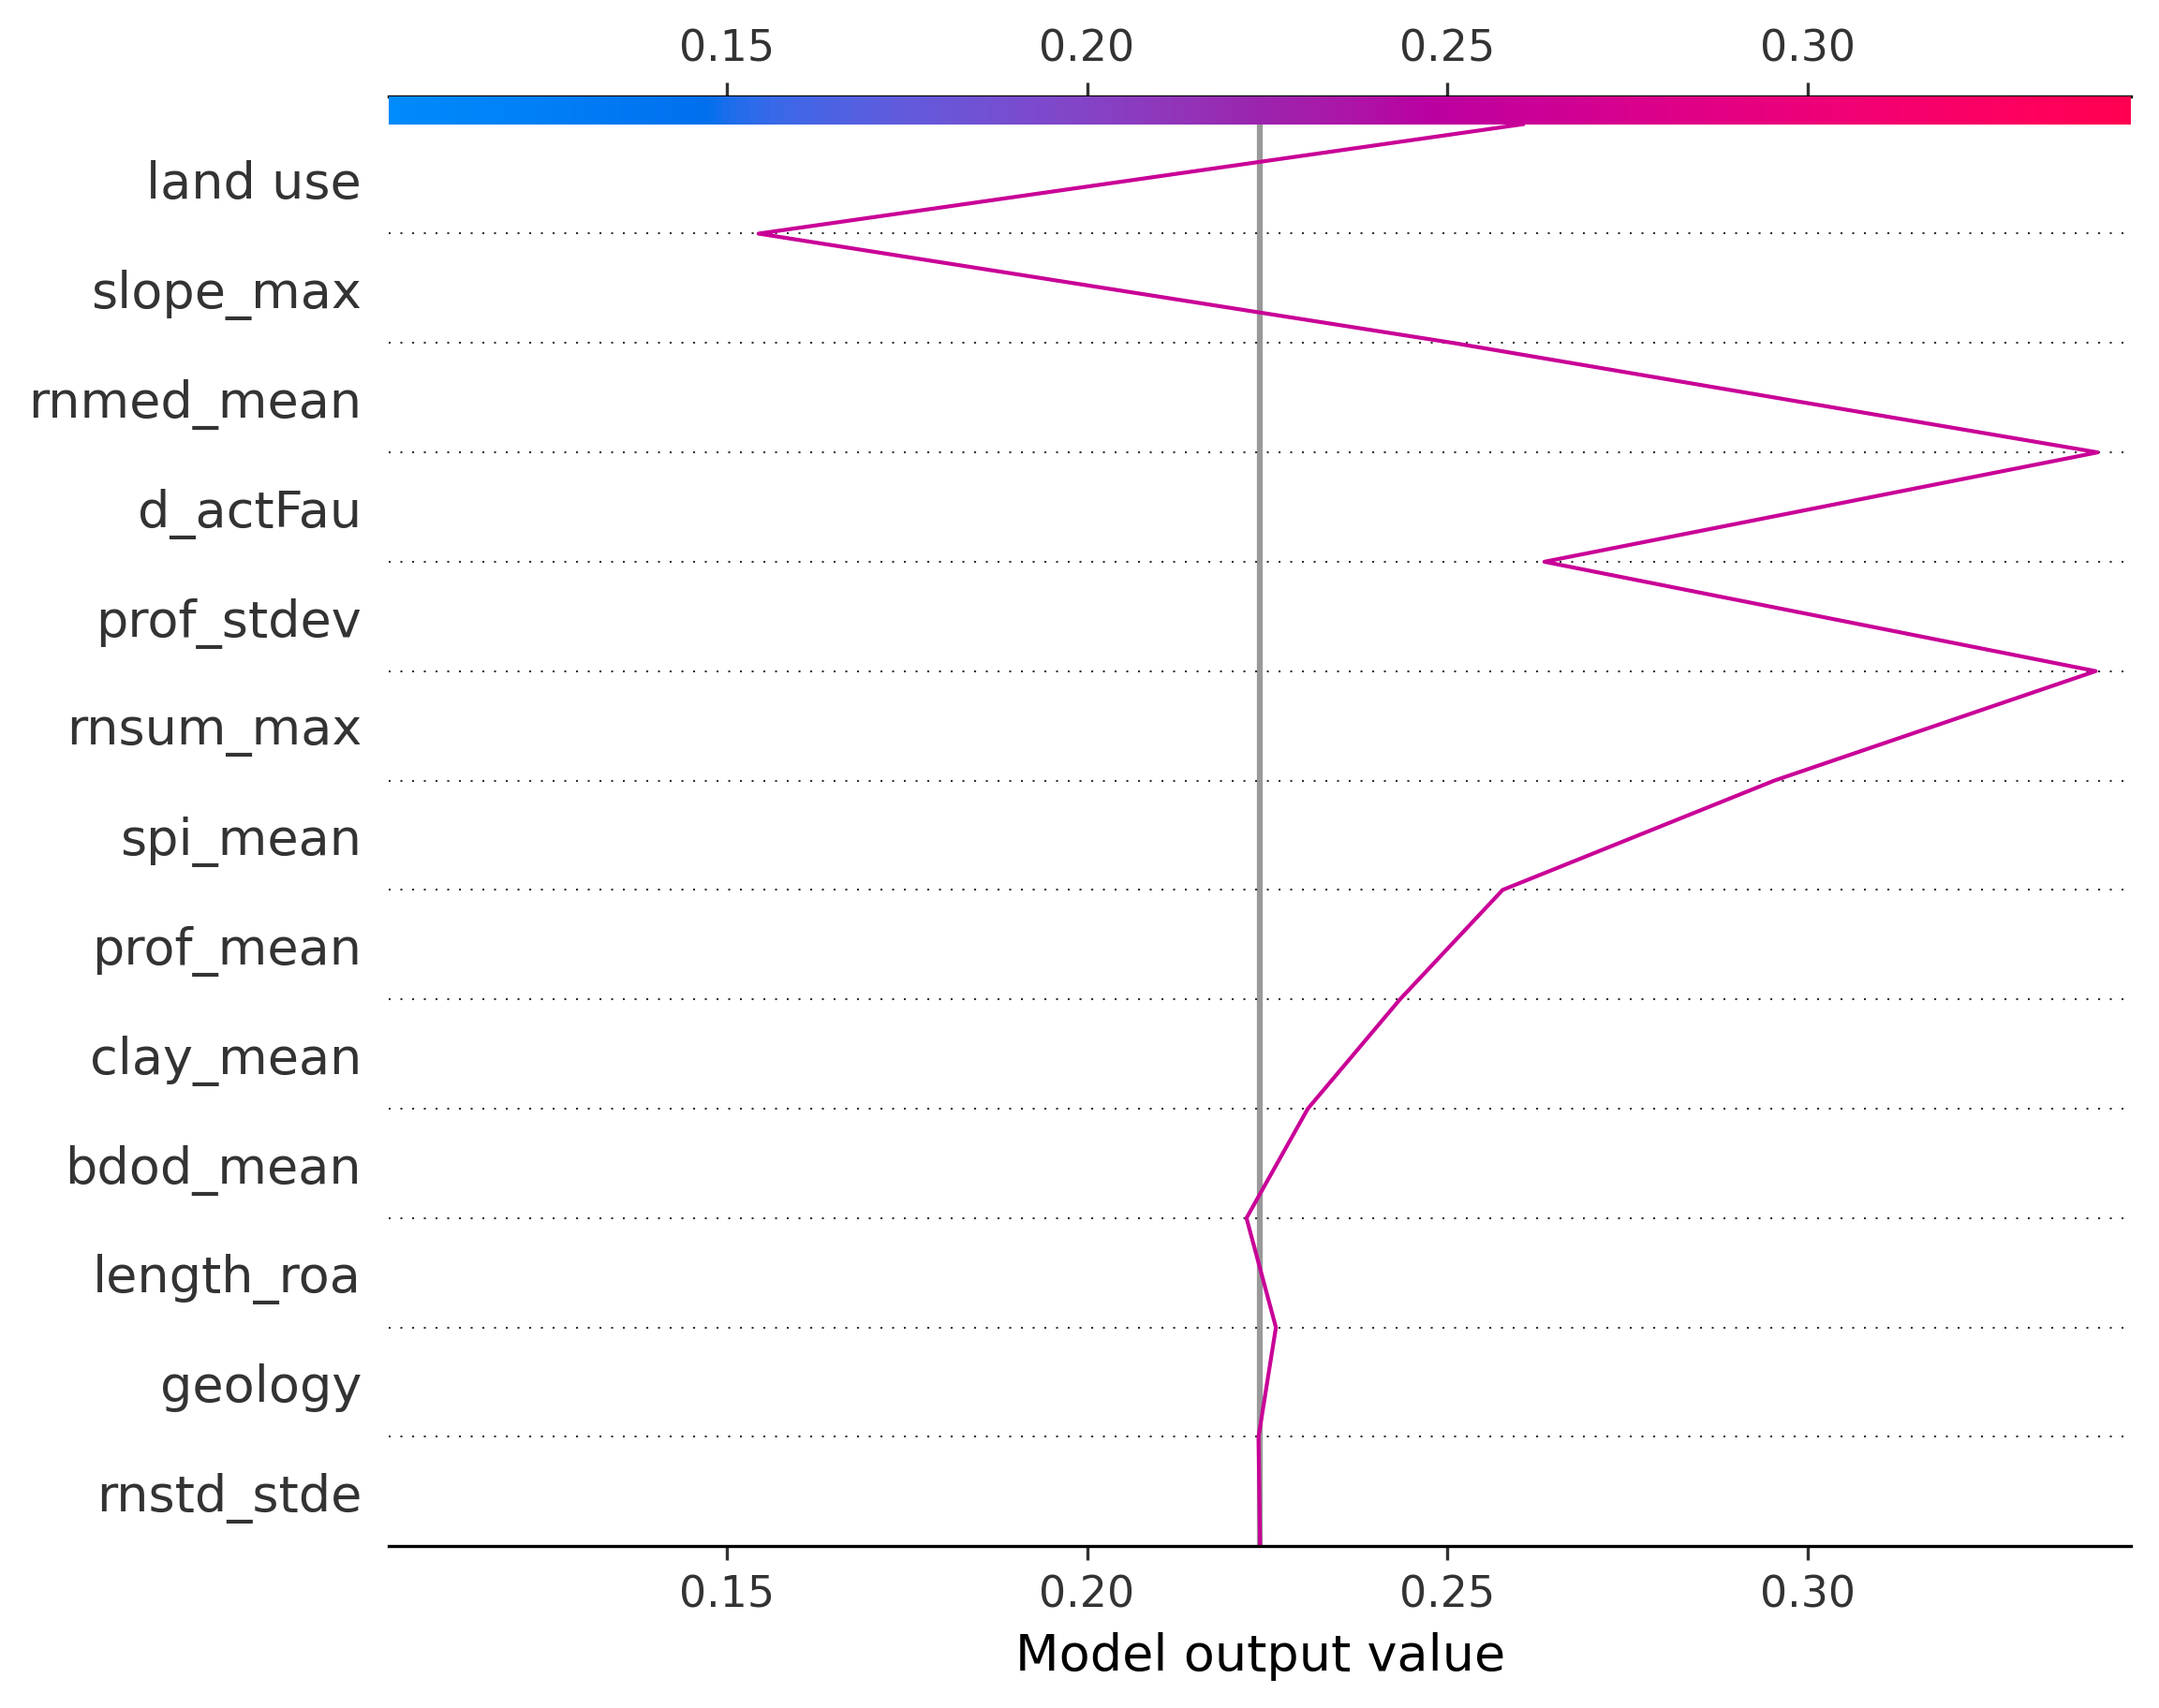 0.15 0.20 0.25 0.30
land use
slope_max
rnmed_mean
d_actFau
prof_stdev
rnsum_max
spi_mean
prof_mean
clay_mean
bdod_mean
length_roa
geology
rnstd_stde
0.15 0.20 0.25 0.30
Model output value